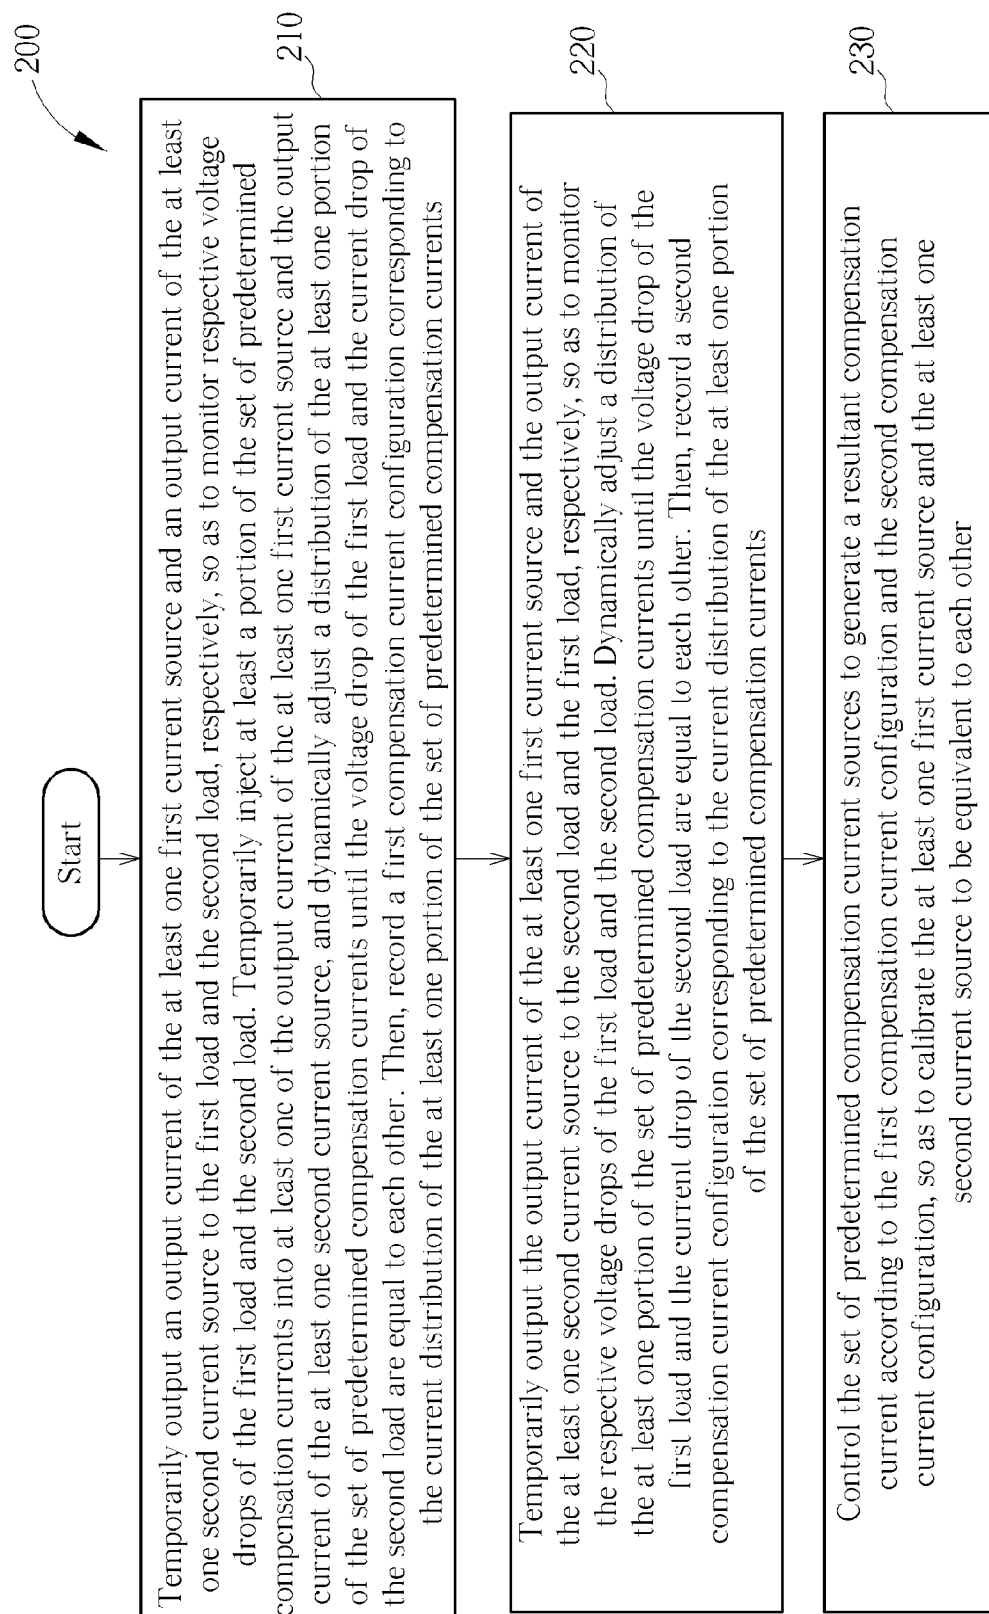 200
Start
210
Temporarily output an output current of the at least one first current source and an output current of the at least
one second current source to the first load and the second load, respectively, so as to monitor respective voltage
drops of the first load and the second load. Temporarily inject at least a portion of the set of predetermined
compensation currents into at least one of the output current of the at least one first current source and the output
current of the at least one second current source, and dynamically adjust a distribution of the at least one portion
of the set of predetermined compensation currents until the voltage drop of the first load and the current drop of
the second load are equal to each other. Then, record a first compensation current configuration corresponding to
the current distribution of the at least one portion of the set of predetermined compensation currents
220
Temporarily output the output current of the at least one first current source and the output current of
the at least one second current source to the second load and the first load, respectively, so as to monitor
the respective voltage drops of the first load and the second load. Dynamically adjust a distribution of
the at least one portion of the set of predetermined compensation currents until the voltage drop of the
first load and the current drop of the second load are equal to each other. Then, record a second
compensation current configuration corresponding to the current distribution of the at least one portion
of the set of predetermined compensation currents
230
Control the set of predetermined compensation current sources to generate a resultant compensation
current according to the first compensation current configuration and the second compensation
current configuration, so as to calibrate the at least one first current source and the at least one
second current source to be equivalent to each other